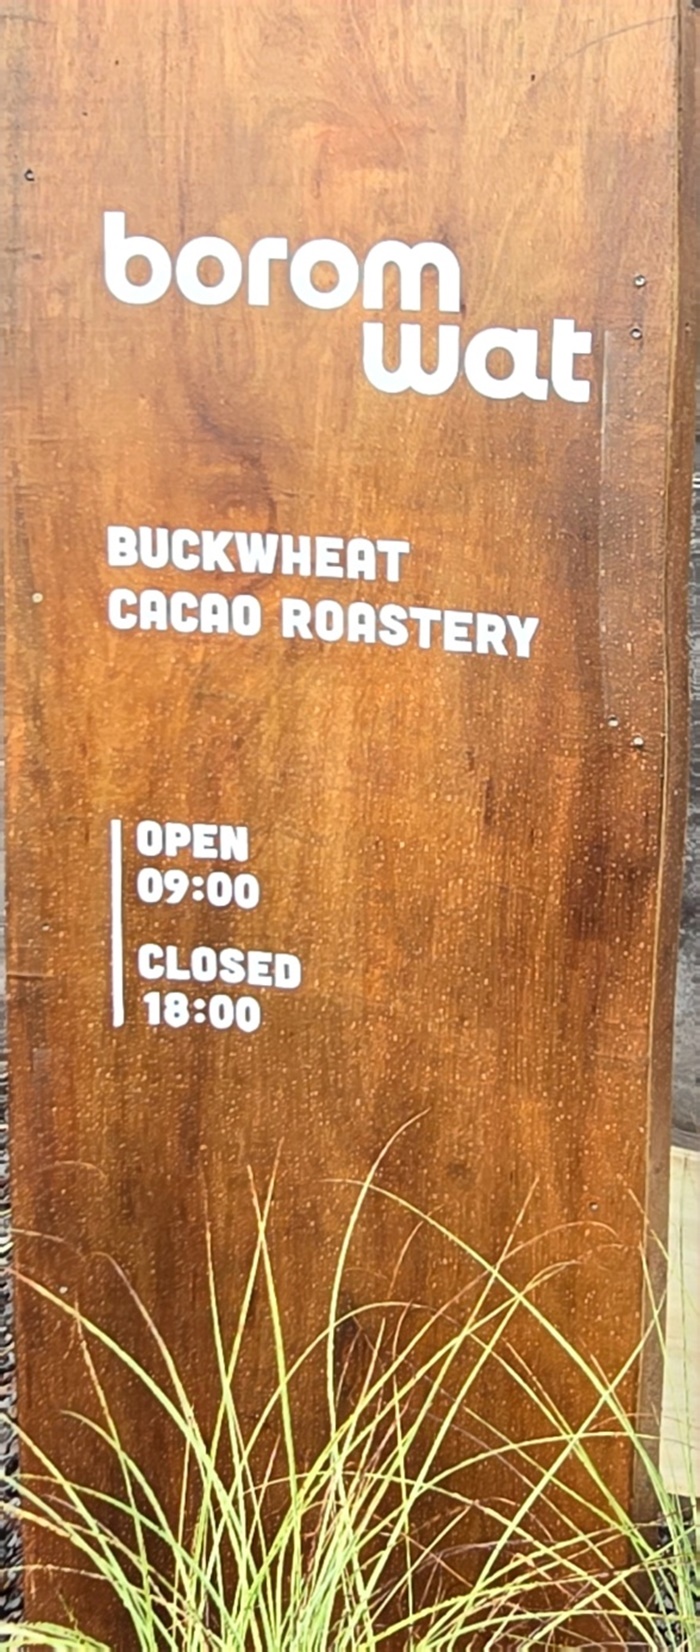 borom
wat
BUCKWHEAT
CACAO ROASTERY
OPEN
09:00
CLOSED
18:00